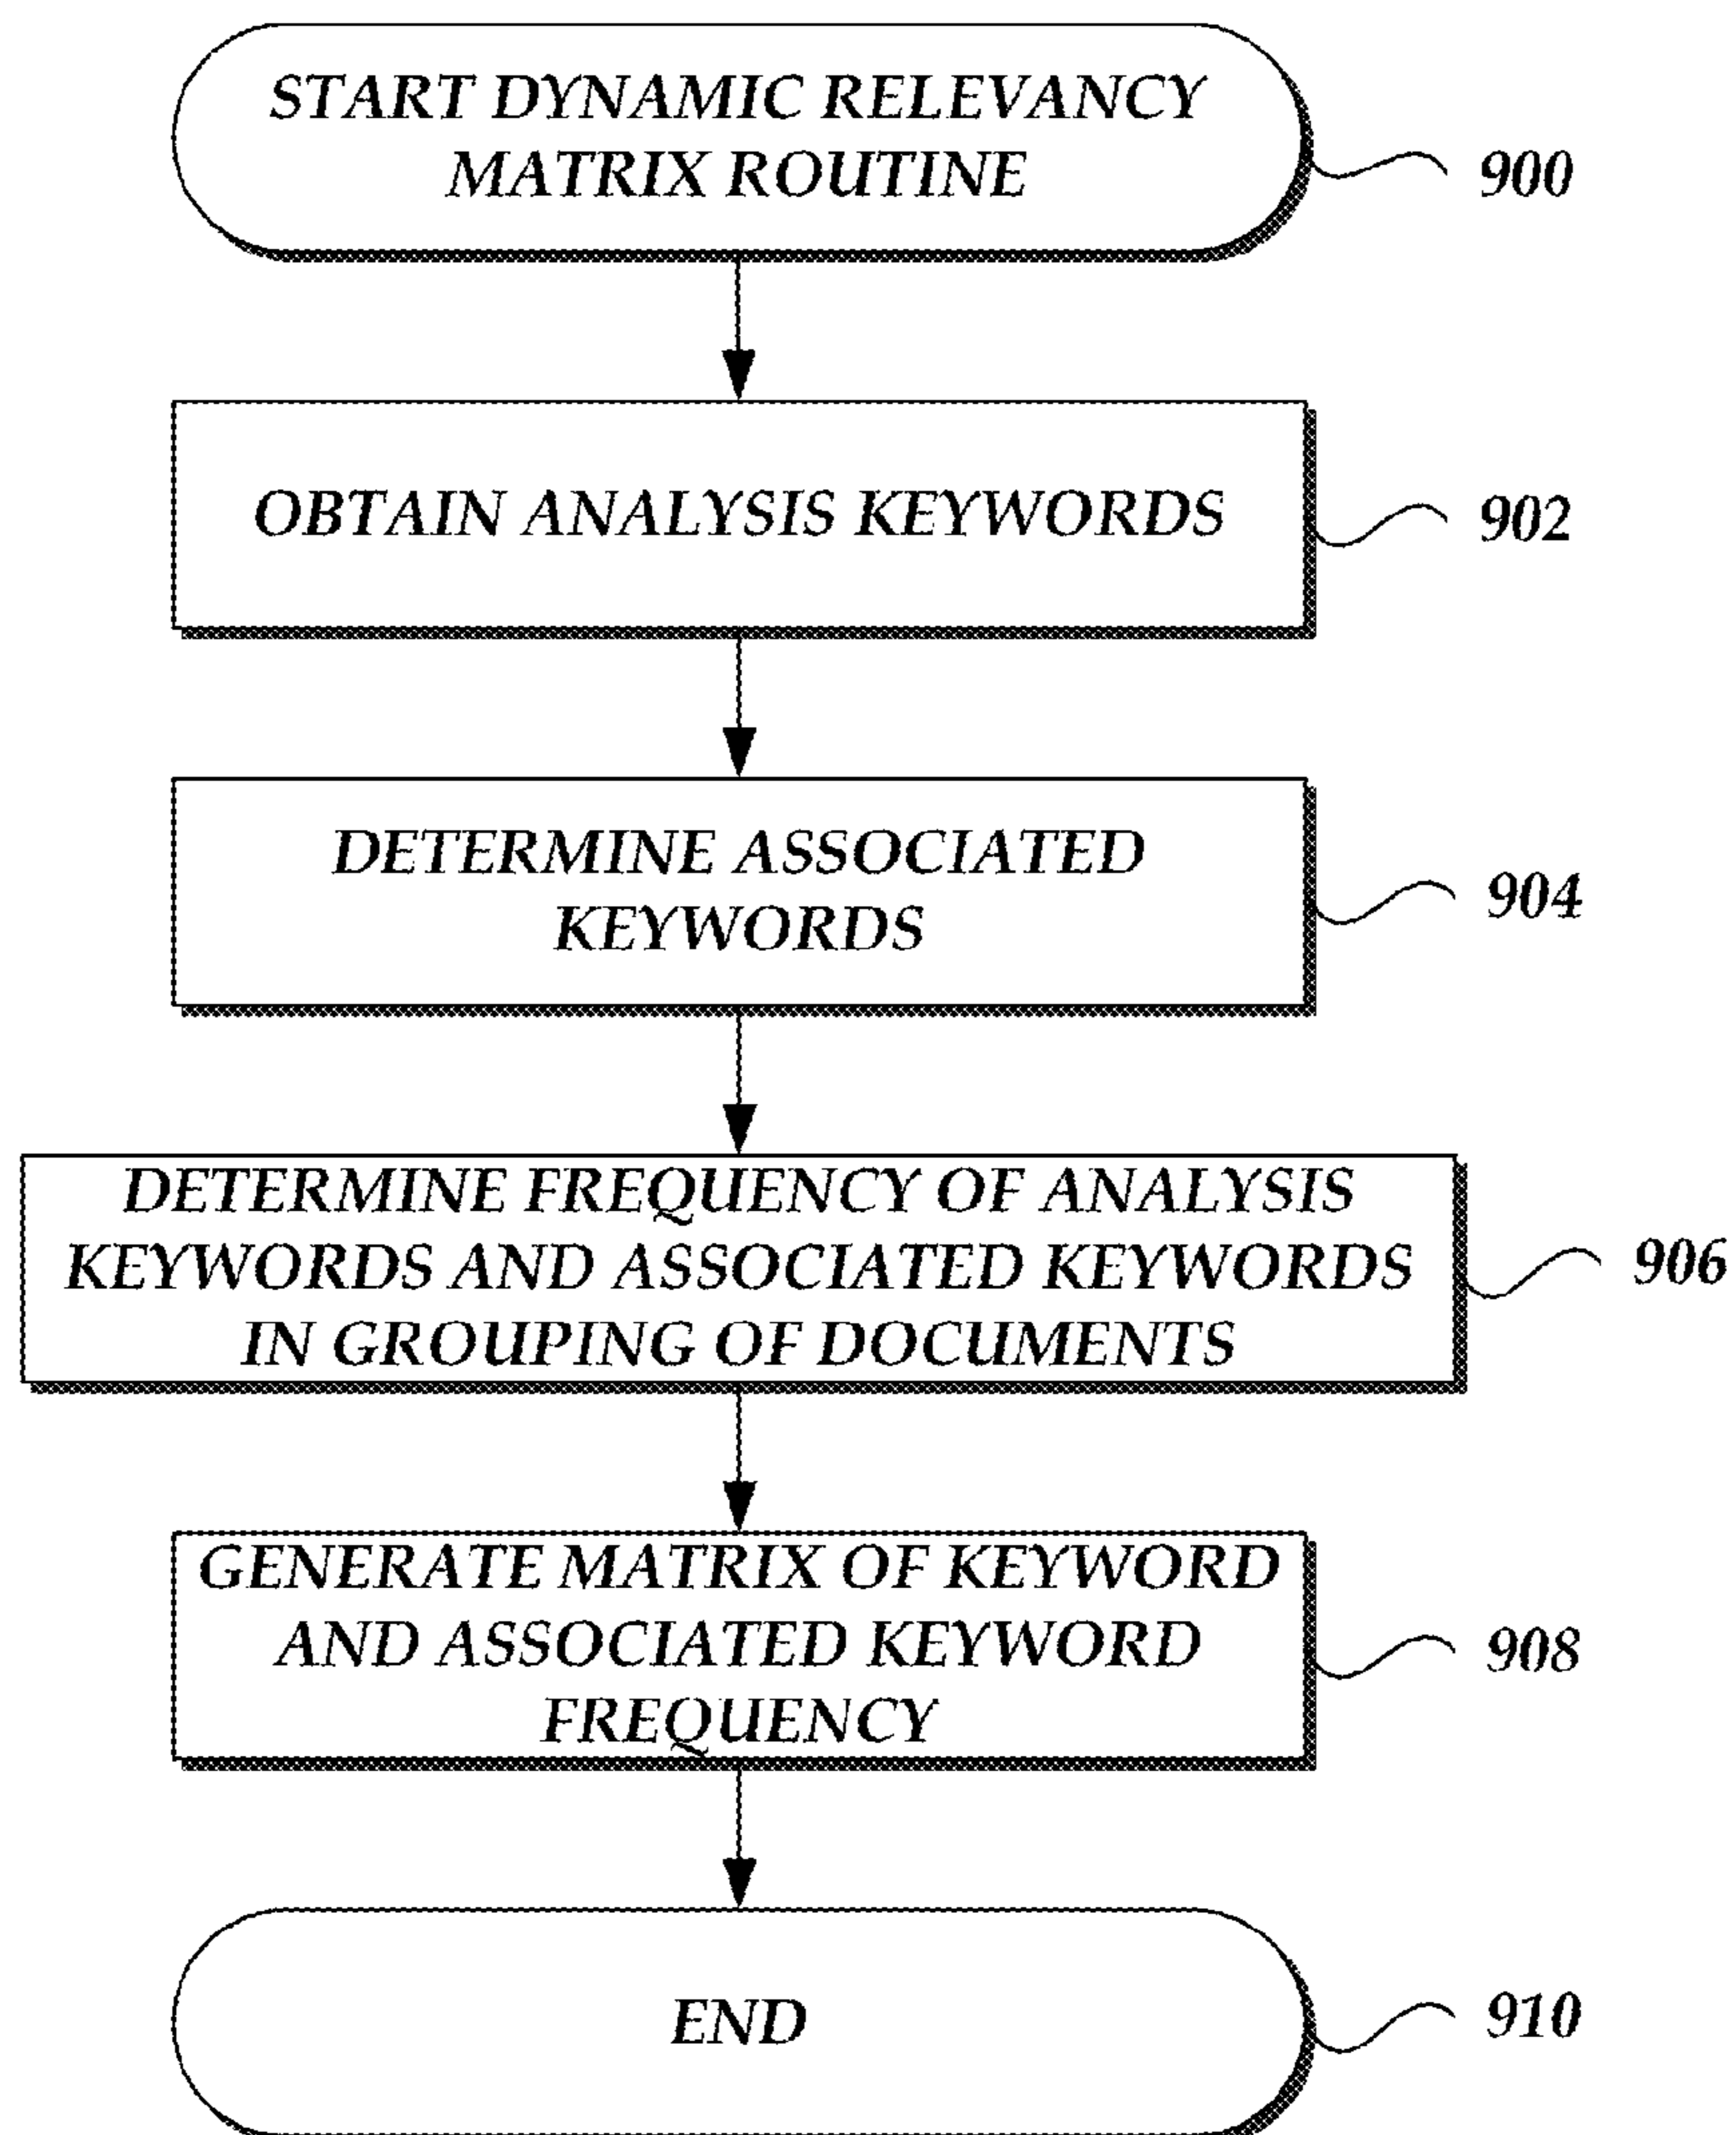 START DYNAMIC RELEVANCY
MATRIX ROUTINE
900
OBTAIN ANALYSIS KEYWORDS
902
DETERMINE ASSOCIATED
KEYWORDS
904
DETERMINE FREQUENCY OF ANALYSIS
KEYWORDS AND ASSOCIATED KEYWORDS
IN GROUPING OF DOCUMENTS
906
GENERATE MATRIX OF KEYWORD
AND ASSOCIATED KEYWORD
FREQUENCY
908
END
910